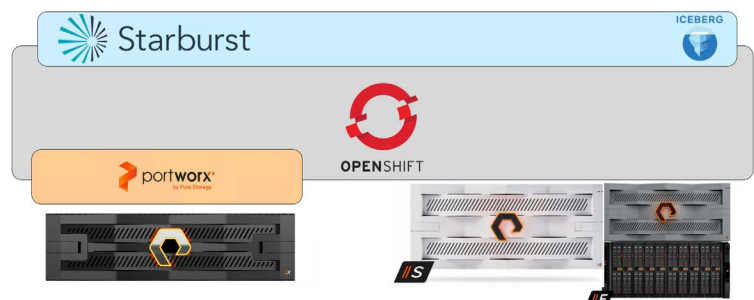 Starburst
ICEBERG
OPENSHIFT
portworx
by Pure Storage
//X
//S
//E